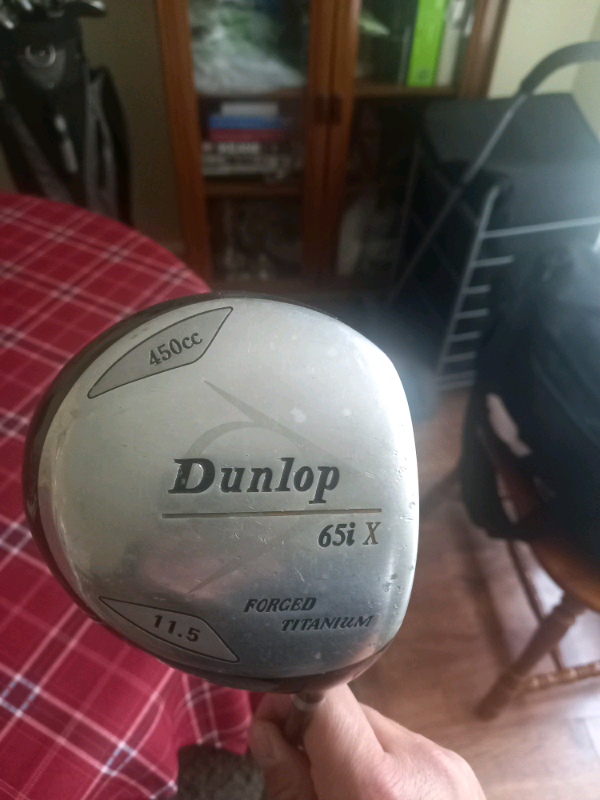 450cc
Dunlop
65i X
FORGED
TITANIUM
11.5